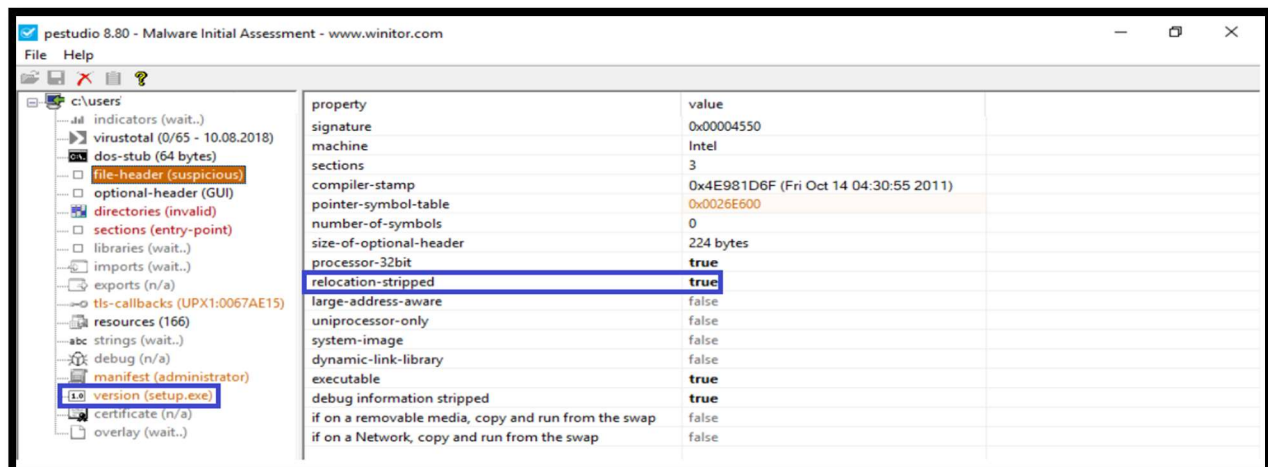 pestudio 8.80 - Malware Initial Assessment - www.winitor.com
File Help
c:\users
indicators (wait..)
virustotal (0/65 - 10.08.2018)
dos-stub (64 bytes)
file-header (suspicious)
optional-header (GUI)
directories (invalid)
sections (entry-point)
libraries (wait..)
imports (wait..)
exports (n/a)
tls-callbacks (UPX1:0067AE15)
resources (166)
abc strings (wait..)
debug (n/a)
manifest (administrator)
1.0 version (setup.exe)
certificate (n/a)
overlay (wait..)
property value
signature 0x00004550
machine Intel
sections 3
compiler-stamp 0x4E981D6F (Fri Oct 14 04:30:55 2011)
pointer-symbol-table 0x0026E600
number-of-symbols 0
size-of-optional-header 224 bytes
processor-32bit true
relocation-stripped true
large-address-aware false
uniprocessor-only false
system-image false
dynamic-link-library false
executable true
debug information stripped true
if on a removable media, copy and run from the swap false
if on a Network, copy and run from the swap false